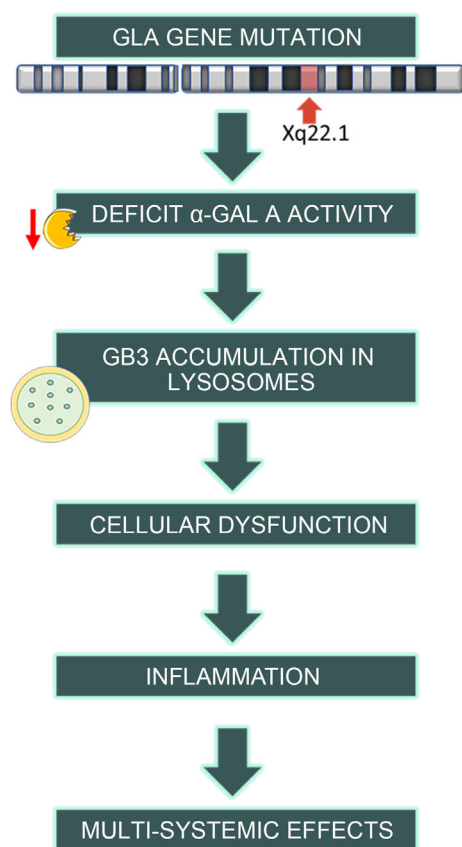 GLA GENE MUTATION
Xq22.1
DEFICIT α-GAL A ACTIVITY
GB3 ACCUMULATION IN
LYSOSOMES
CELLULAR DYSFUNCTION
INFLAMMATION
MULTI-SYSTEMIC EFFECTS